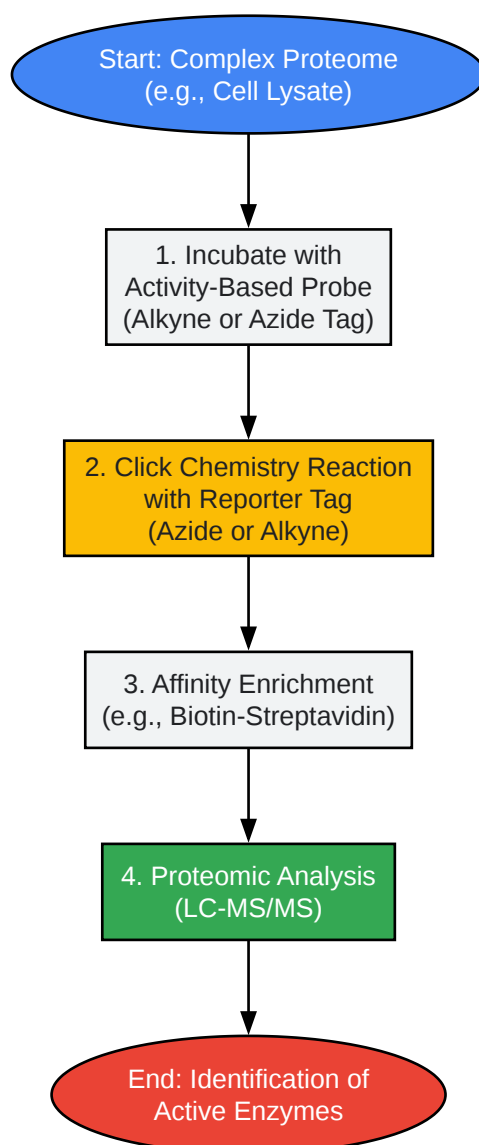 Start: Complex Proteome
(e.g., Cell Lysate)
1. Incubate with
Activity-Based Probe
(Alkyne or Azide Tag)
2. Click Chemistry Reaction
with Reporter Tag
(Azide or Alkyne)
3. Affinity Enrichment
(e.g., Biotin-Streptavidin)
4. Proteomic Analysis
(LC-MS/MS)
End: Identification of
Active Enzymes